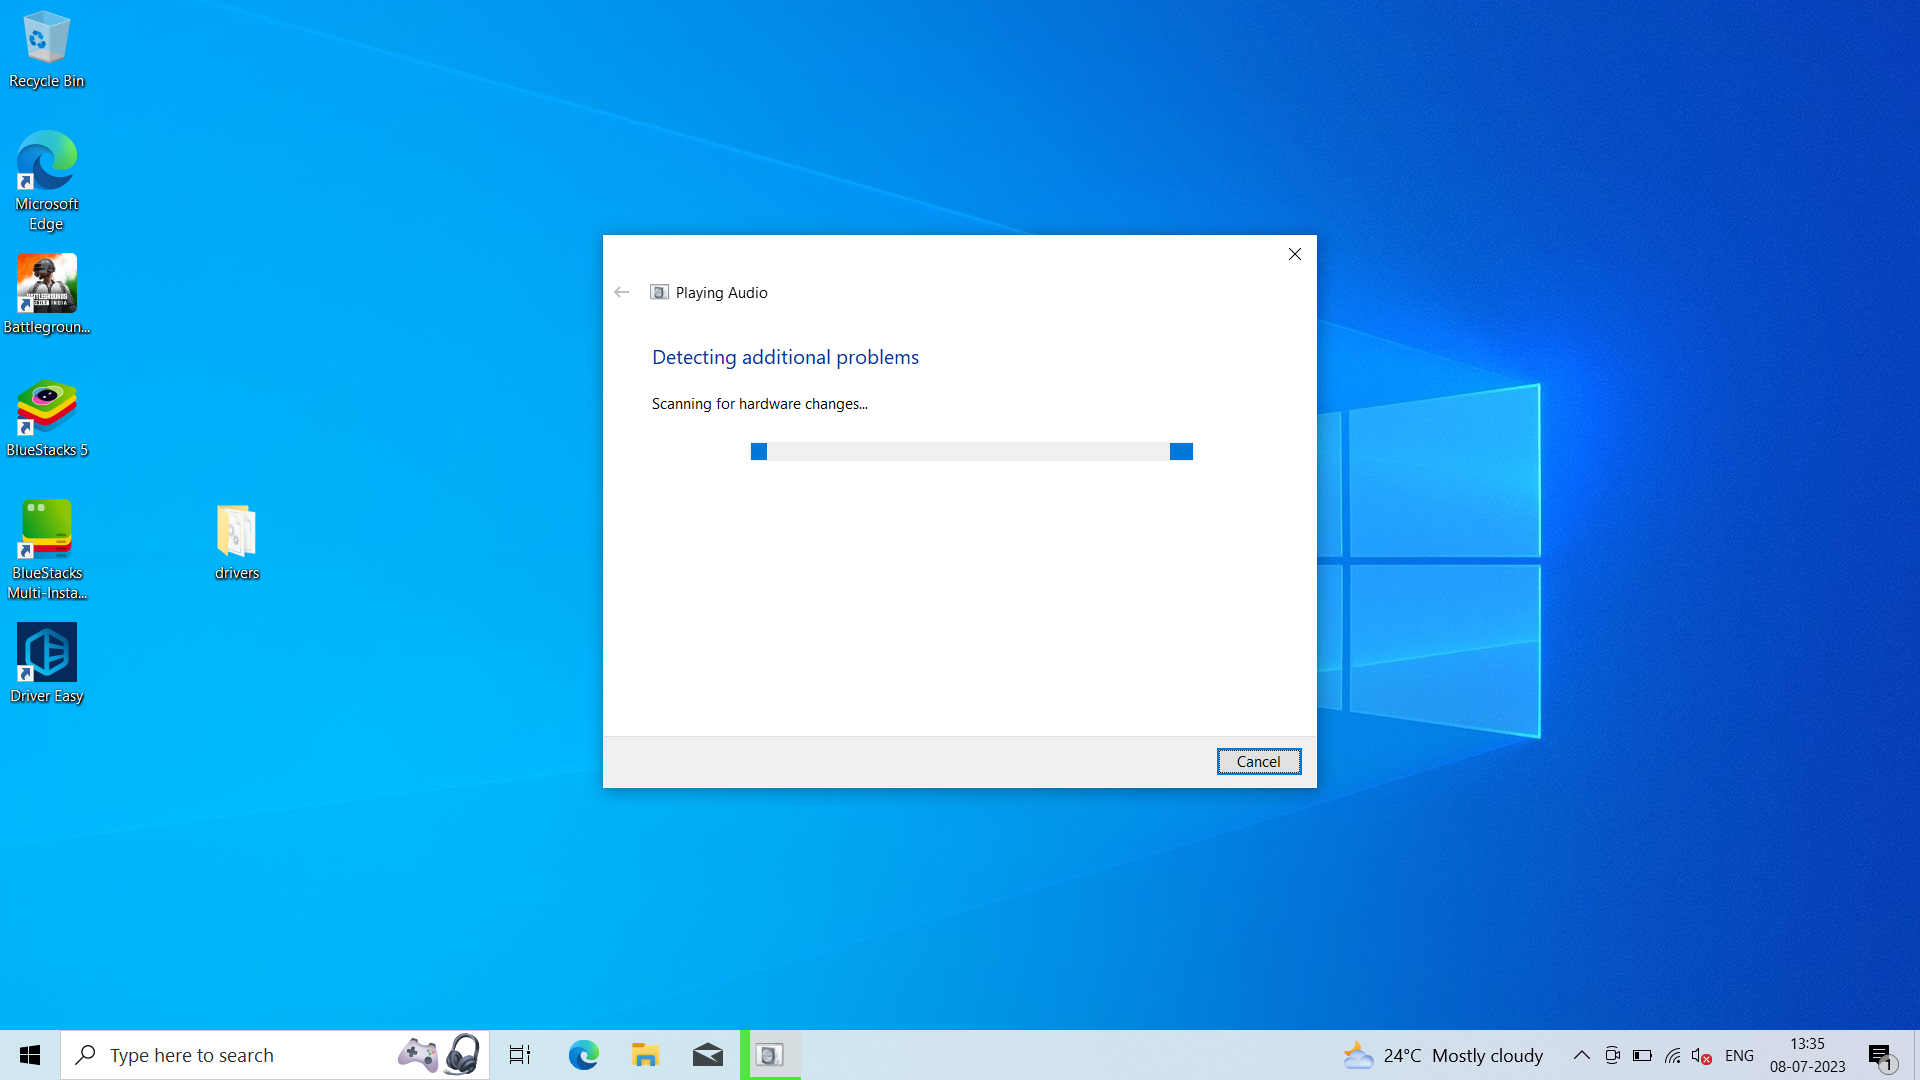 Recycle Bin
Microsoft
Edge
Battlegroun...
BlueStacks 5
BlueStacks
Multi-Insta...
drivers
Driver Easy
Playing Audio
Detecting additional problems
Scanning for hardware changes...
Cancel
Type here to search
24°C Mostly cloudy
ENG
13:35
08-07-2023
1